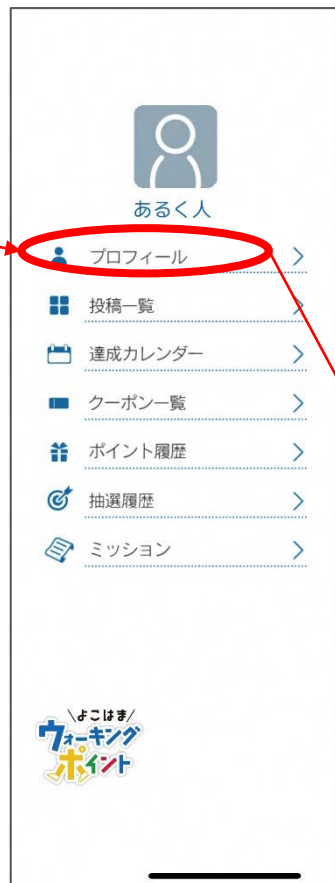 あるく人
プロフィール
投稿一覧
達成カレンダー
クーポン一覧
ポイント履歴
抽選履歴
ミッション
よこはま
ウォーキング
ポイント